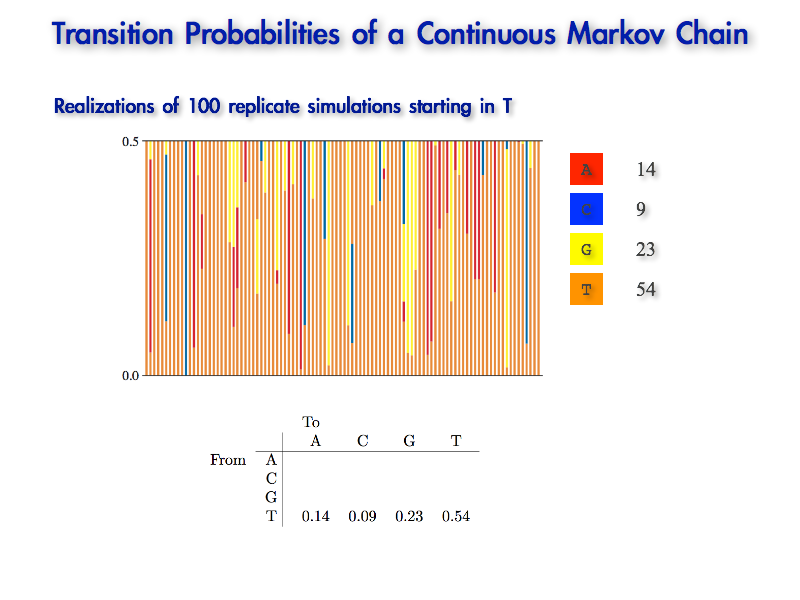 Transition Probabilities of a Continuous Markov Chain
Realizations of 100 replicate simulations starting in T
0.5
A 14
C 9
G 23
T 54
0.0
To
A C G T
From A
C
G
T 0.14 0.09 0.23 0.54